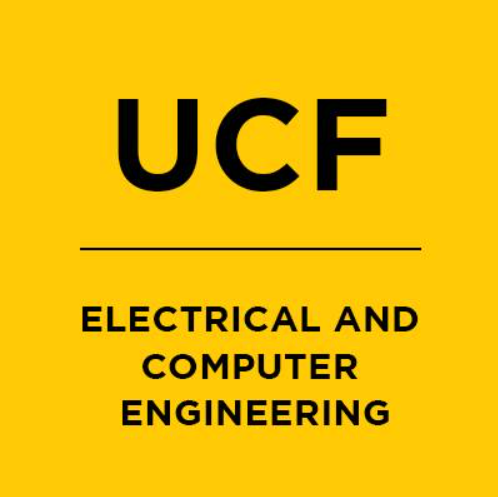 UCF
ELECTRICAL AND
COMPUTER
ENGINEERING